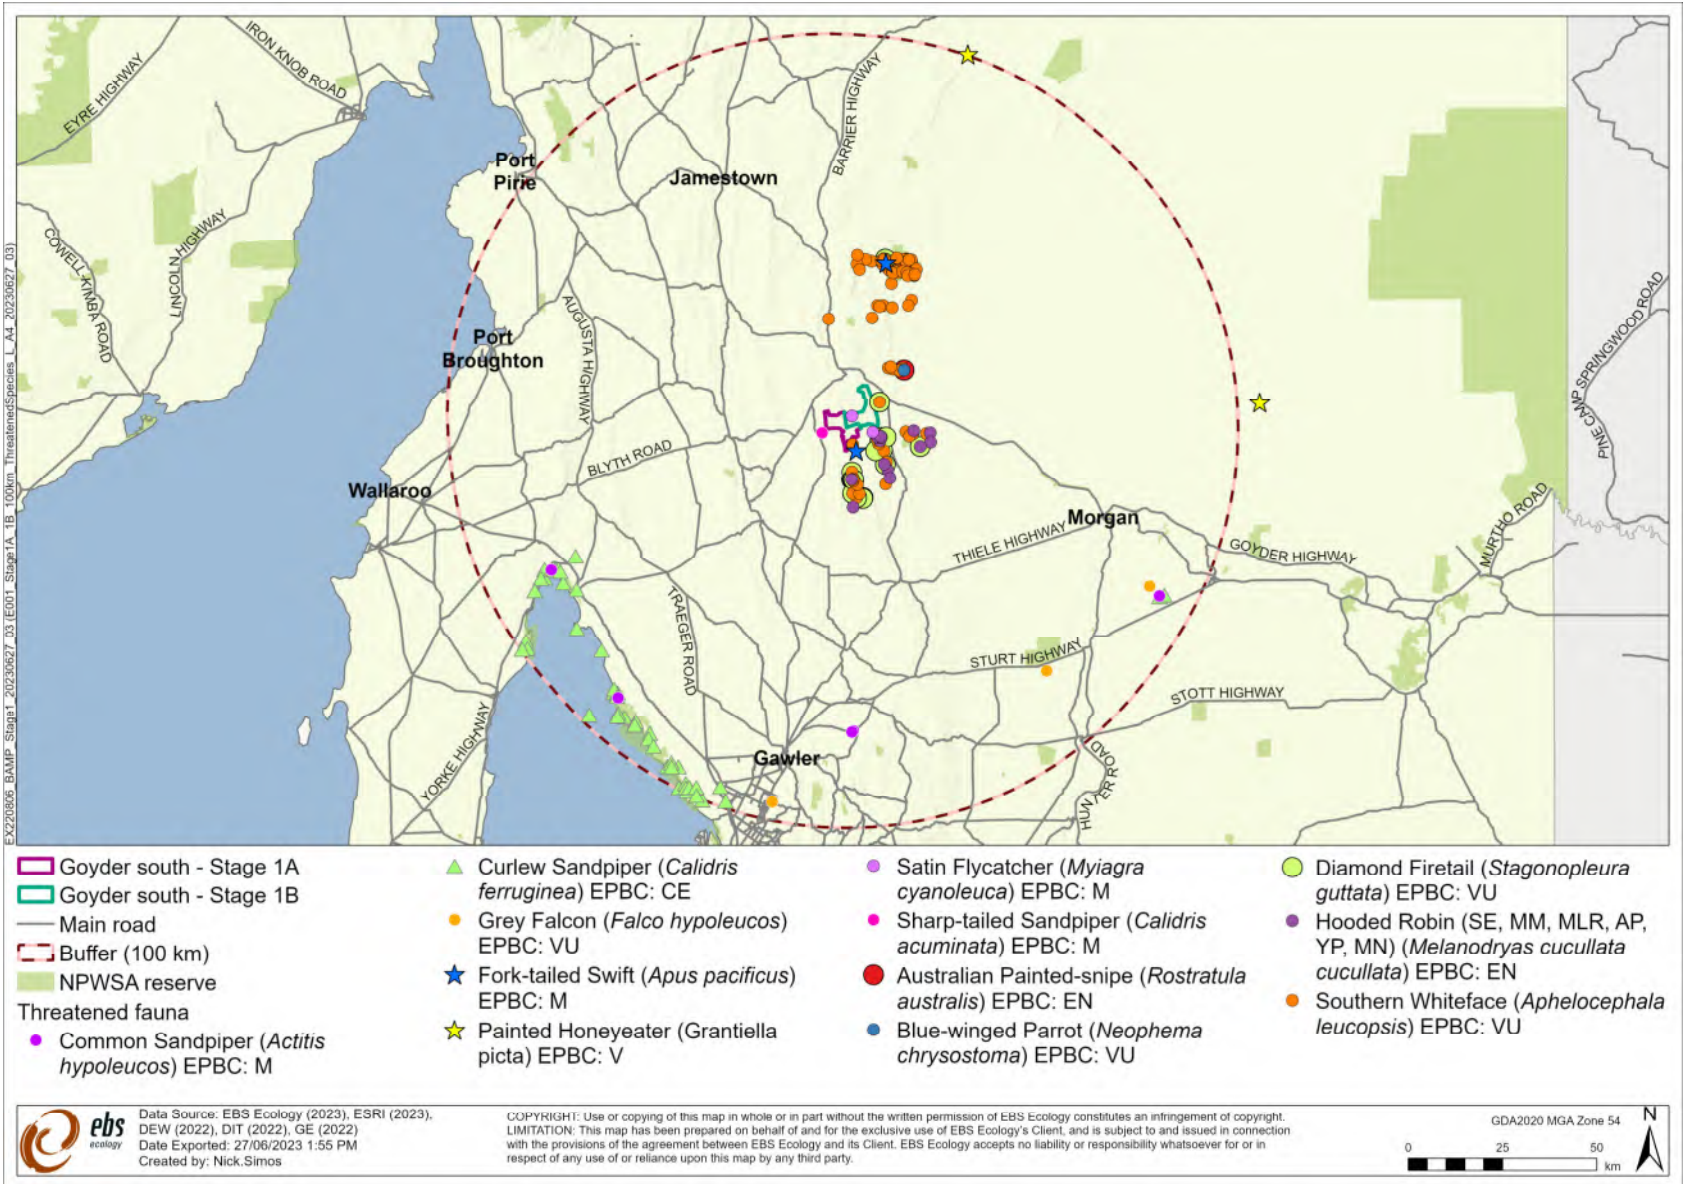 EYRE HIGHWAY
IRON KNOB ROAD
BARRIER HIGHWAY
Port
Pirie
Jamestown
COWELL KIMBA ROAD
LINCOLN HIGHWAY
AUGUSTA HIGHWAY
Port
Broughton
PINE CAMP SPRINGWOOD ROAD
BLYTH ROAD
Wallaroo
Morgan
THIELE HIGHWAY
GOYDER HIGHWAY
MURTHO ROAD
TRAEGER ROAD
STURT HIGHWAY
STOTT HIGHWAY
YORKE HIGHWAY
Gawler
HUNTER ROAD
EX2220806_BAMP_Stage1_20230627_03 (E001_Stage1A_1B_100km_ThreatenedSpecies_L_A4_20230627_03)
Goyder south - Stage 1A
Goyder south - Stage 1B
Main road
Buffer (100 km)
NPWSA reserve
Threatened fauna
Common Sandpiper (Actitis
hypoleucos) EPBC: M
Curlew Sandpiper (Calidris
ferruginea) EPBC: CE
Grey Falcon (Falco hypoleucos)
EPBC: VU
Fork-tailed Swift (Apus pacificus)
EPBC: M
Painted Honeyeater (Grantiella
picta) EPBC: V
Satin Flycatcher (Myiagra
cyanoleuca) EPBC: M
Sharp-tailed Sandpiper (Calidris
acuminata) EPBC: M
Australian Painted-snipe (Rostratula
australis) EPBC: EN
Blue-winged Parrot (Neophema
chrysostoma) EPBC: VU
Diamond Firetail (Stagonopleura
guttata) EPBC: VU
Hooded Robin (SE, MM, MLR, AP,
YP, MN) (Melanodryas cucullata
cucullata) EPBC: EN
Southern Whiteface (Aphelocephala
leucopsis) EPBC: VU
ebs
ecology
Data Source: EBS Ecology (2023), ESRI (2023),
DEW (2022), DIT (2022), GE (2022)
Date Exported: 27/06/2023 1:55 PM
Created by: Nick.Simos
COPYRIGHT: Use or copying of this map in whole or in part without the written permission of EBS Ecology constitutes an infringement of copyright.
LIMITATION: This map has been prepared on behalf of and for the exclusive use of EBS Ecology's Client, and is subject to and issued in connection
with the provisions of the agreement between EBS Ecology and its Client. EBS Ecology accepts no liability or responsibility whatsoever for or in
respect of any use of or reliance upon this map by any third party.
GDA2020 MGA Zone 54
N
0 25 50
km